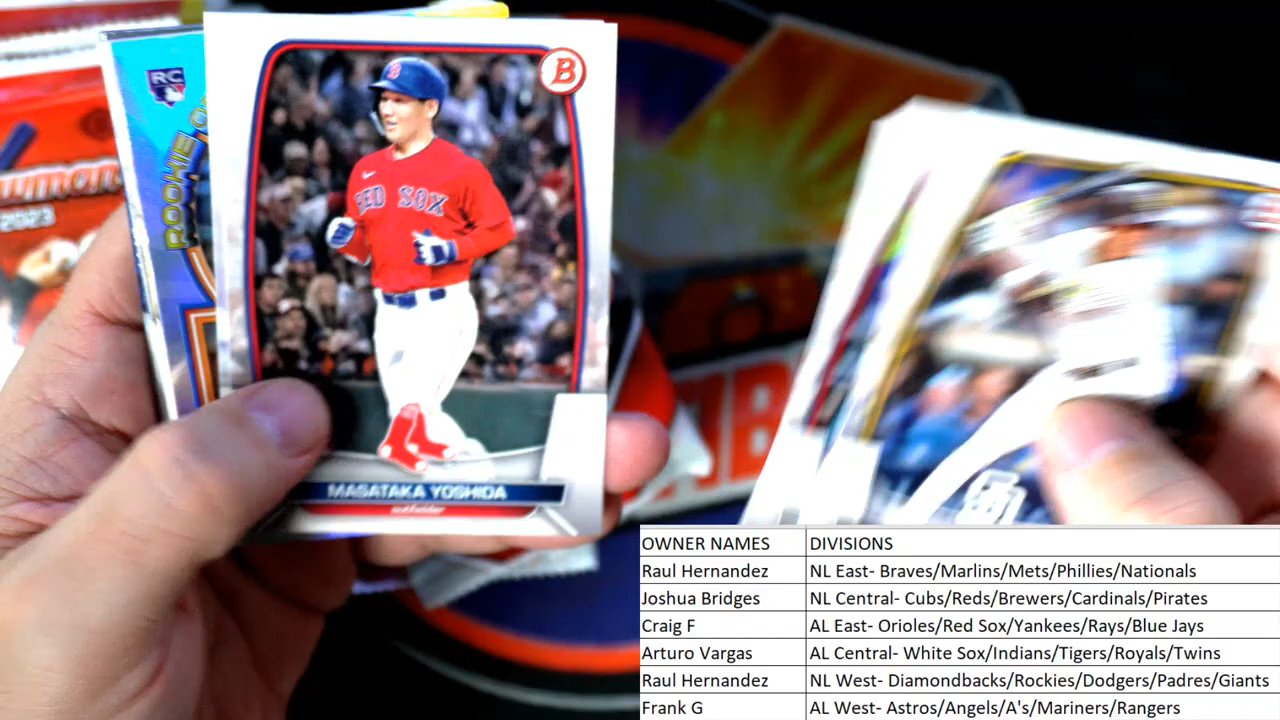 RC
ROOKIE
B
B
RED SOX
wman
2023
MASATAKA YOSHIDA
outfielder
SD
OWNER NAMES DIVISIONS
Raul Hernandez NL East- Braves/Marlins/Mets/Phillies/Nationals
Joshua Bridges NL Central- Cubs/Reds/Brewers/Cardinals/Pirates
Craig F AL East- Orioles/Red Sox/Yankees/Rays/Blue Jays
Arturo Vargas AL Central- White Sox/Indians/Tigers/Royals/Twins
Raul Hernandez NL West- Diamondbacks/Rockies/Dodgers/Padres/Giants
Frank G AL West- Astros/Angels/A's/Mariners/Rangers